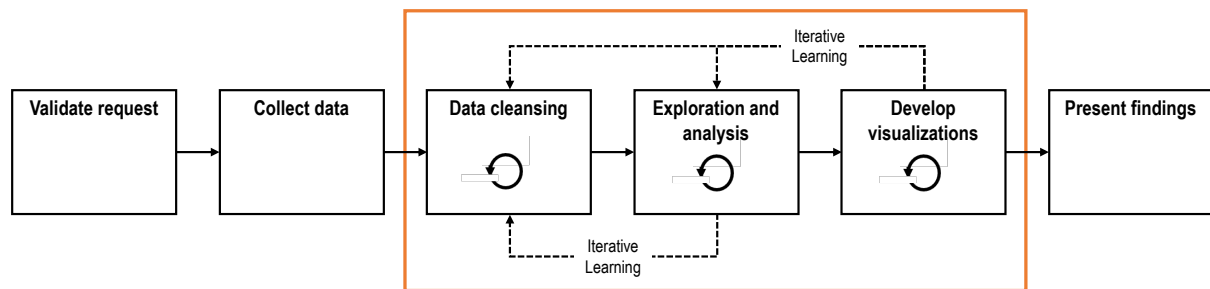 Iterative
Learning
Validate request
Collect data
Data cleansing
Exploration and
analysis
Develop
visualizations
Present findings
Iterative
Learning